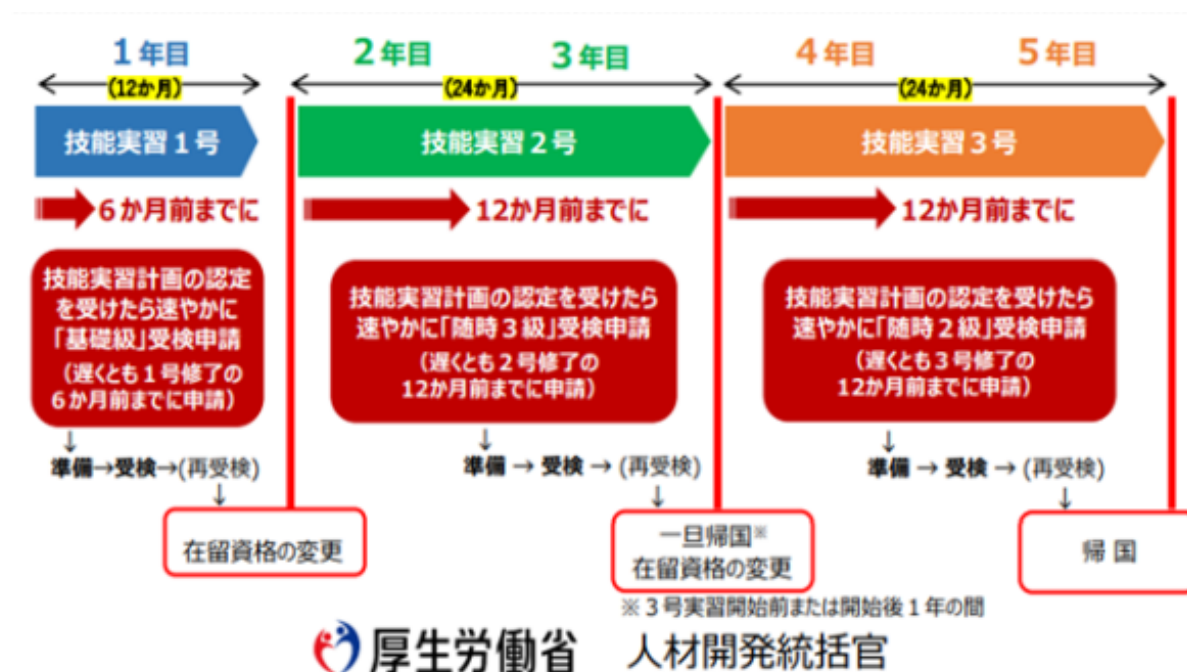 1年目
2年目
3年目
4年目
5年目
(12か月)
(24か月)
(24か月)
技能実習1号
技能実習2号
技能実習3号
6か月前までに
12か月前までに
12か月前までに
技能実習計画の認定
を受けたら速やかに
「基礎級」受検申請
（遅くとも1号修了の
6か月前までに申請）
技能実習計画の認定を受けたら
速やかに「随時3級」受検申請
（遅くとも2号修了の
12か月前までに申請）
技能実習計画の認定を受けたら
速やかに「随時2級」受検申請
（遅くとも3号修了の
12か月前までに申請）
↓
準備→受検→(再受検)
↓
在留資格の変更
↓
準備 → 受検 → (再受検)
↓
一旦帰国※
在留資格の変更
↓
準備 → 受検 → (再受検)
↓
帰国
※3号実習開始前または開始後1年の間
厚生労働省 人材開発統括官